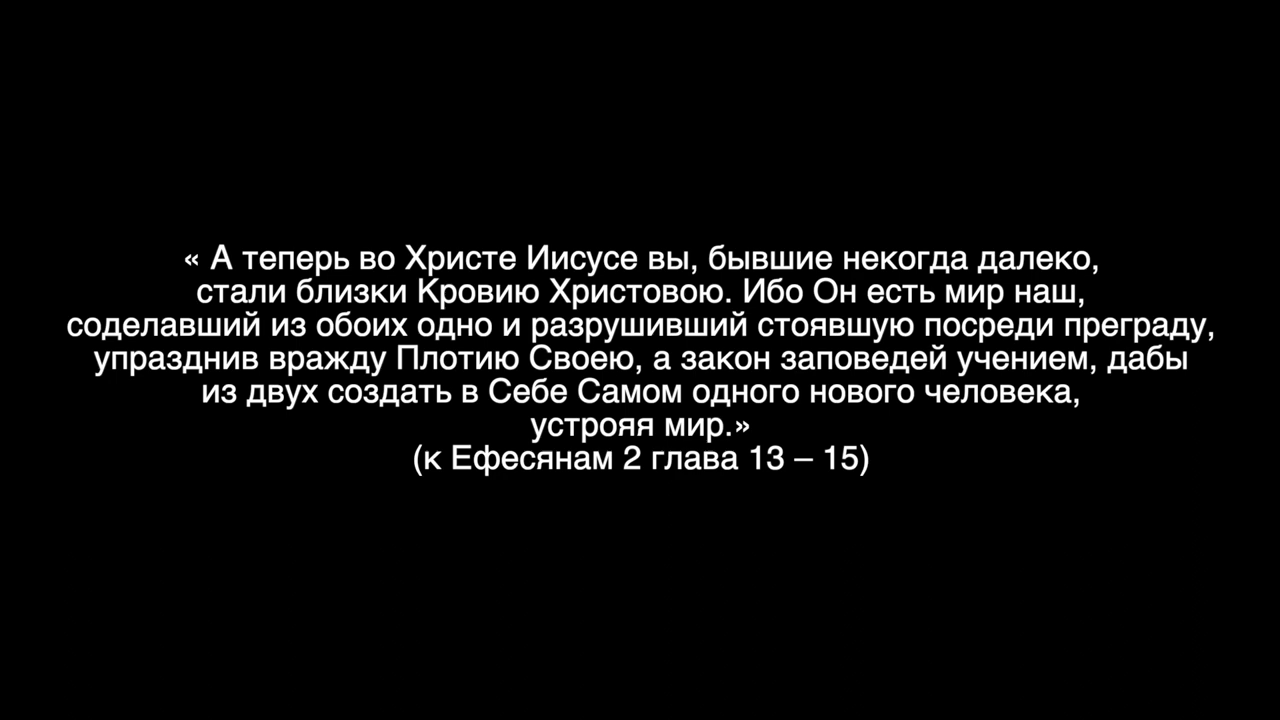 « А теперь во Христе Иисусе вы, бывшие некогда далеко,
стали близки Кровию Христовою. Ибо Он есть мир наш,
соделавший из обоих одно и разрушивший стоявшую посреди преграду,
упразднив вражду Плотию Своею, а закон заповедей учением, дабы
из двух создать в Себе Самом одного нового человека,
устрояя мир.»
(к Ефесянам 2 глава 13 – 15)